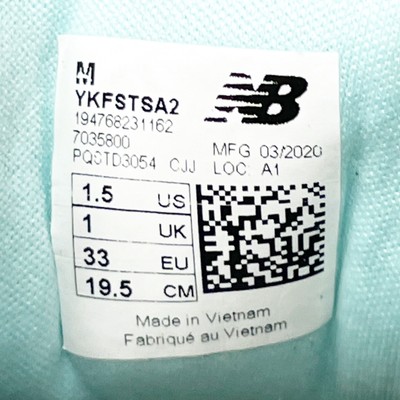 M
YKFSTSA2
194768231162
7035800
PQSTD3054 CJJ
NB
MFG 03/2020
LOC A1
1.5 US
1 UK
33 EU
19.5 CM
Made in Vietnam
Fabriqué au Vietnam